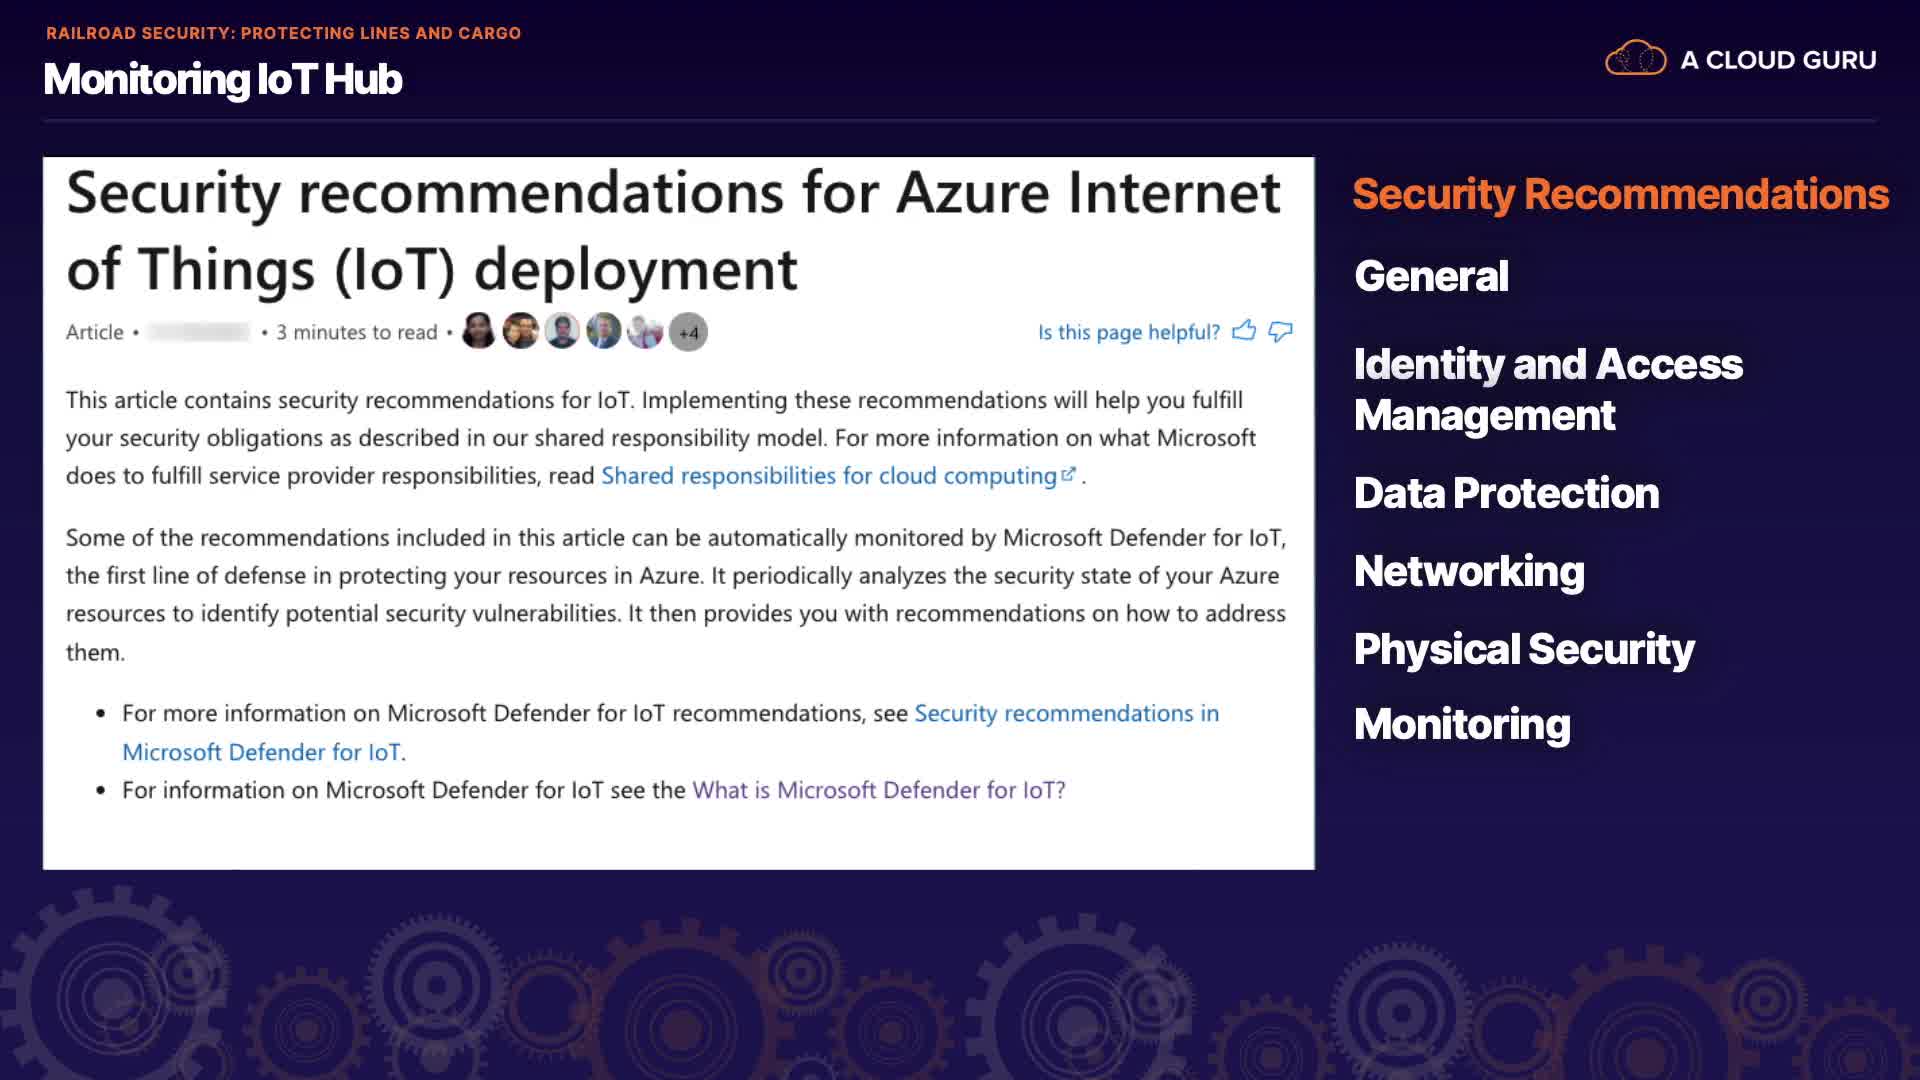 RAILROAD SECURITY: PROTECTING LINES AND CARGO
Monitoring IoT Hub
A CLOUD GURU
Security recommendations for Azure Internet
of Things (IoT) deployment
Article • • 3 minutes to read • +4
Is this page helpful?
This article contains security recommendations for IoT. Implementing these recommendations will help you fulfill
your security obligations as described in our shared responsibility model. For more information on what Microsoft
does to fulfill service provider responsibilities, read Shared responsibilities for cloud computing.
Some of the recommendations included in this article can be automatically monitored by Microsoft Defender for IoT,
the first line of defense in protecting your resources in Azure. It periodically analyzes the security state of your Azure
resources to identify potential security vulnerabilities. It then provides you with recommendations on how to address
them.
• For more information on Microsoft Defender for IoT recommendations, see Security recommendations in
Microsoft Defender for IoT.
• For information on Microsoft Defender for IoT see the What is Microsoft Defender for IoT?
Security Recommendations
General
Identity and Access
Management
Data Protection
Networking
Physical Security
Monitoring